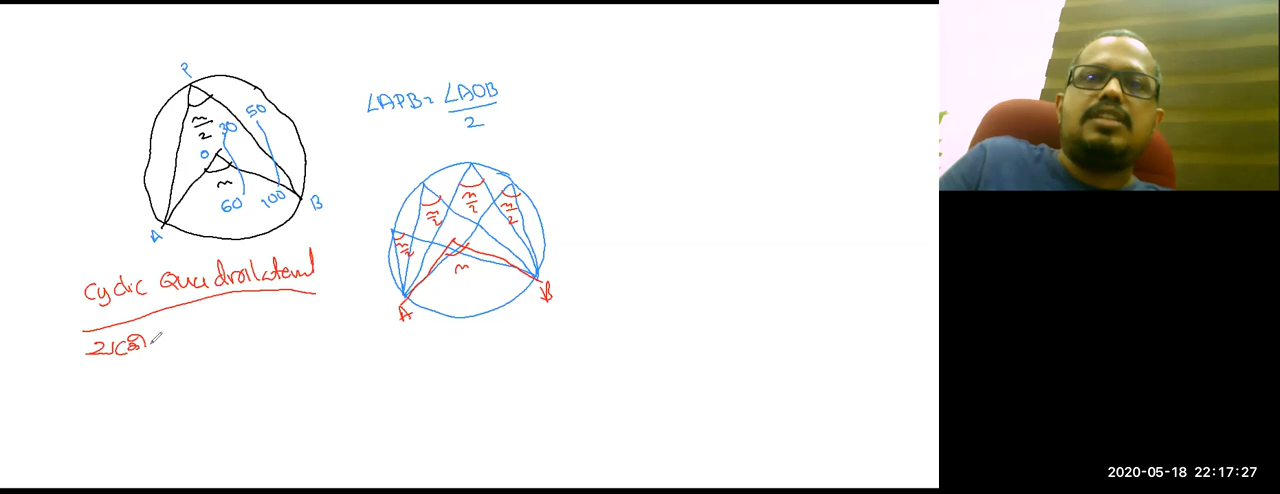 P
m/2
30
50
O
m
60
100
A
B
∠APB = ∠AOB/2
m/2
m/2
m/2
m/2
m
A
B
Cyclic Quadrilateral
ചക്രി
2020-05-18 22:17:27